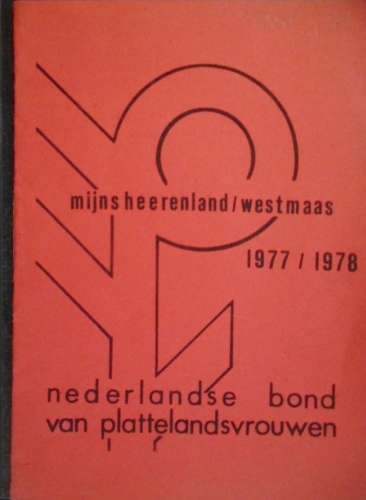 mijnsheerenland/westmaas
1977 / 1978
nederlandse bond
van plattelandsvrouwen